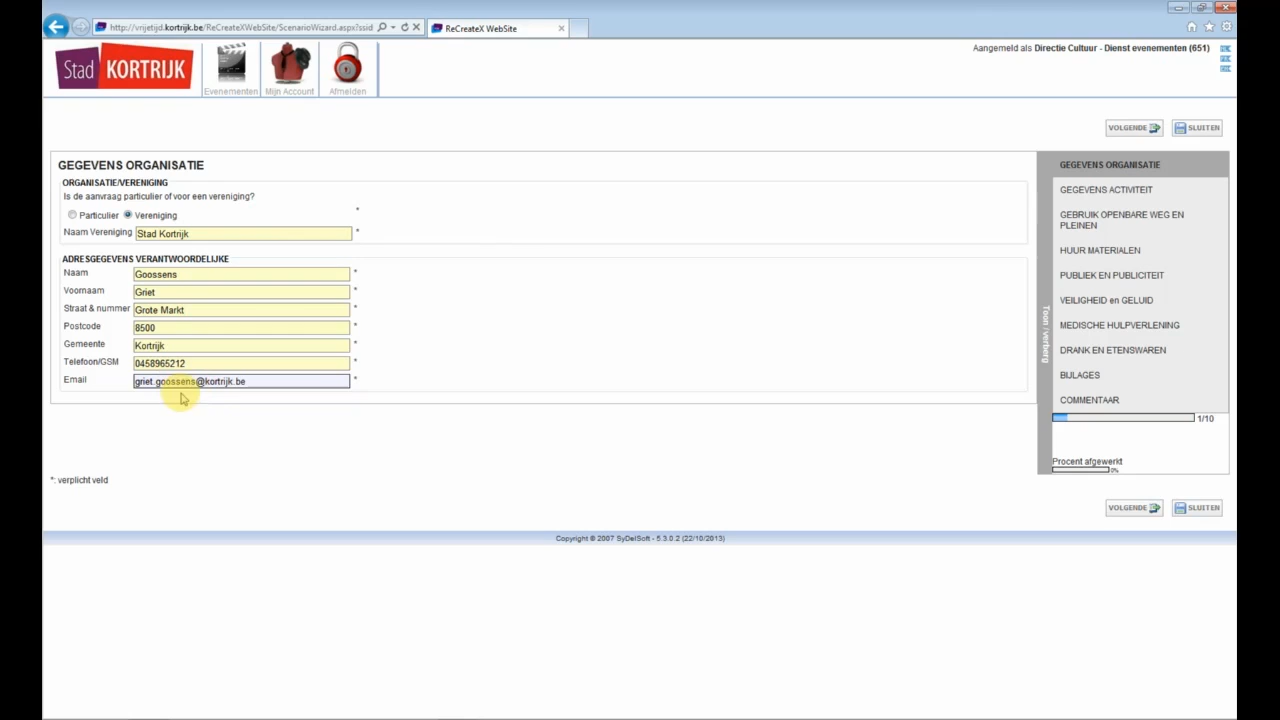 http://vrijetijd.kortrijk.be/ReCreateXWebSite/ScenarioWizard.aspx?ssid
ReCreateX WebSite
Stad KORTRIJK
Evenementen
Mijn Account
Afmelden
Aangemeld als Directie Cultuur - Dienst evenementen (651)
VOLGENDE
SLUITEN
GEGEVENS ORGANISATIE
ORGANISATIE/VERENIGING
Is de aanvraag particulier of voor een vereniging?
Particulier Vereniging *
Naam Vereniging Stad Kortrijk *
ADRESGEGEVENS VERANTWOORDELIJKE
Naam Goossens *
Voornaam Griet *
Straat & nummer Grote Markt *
Postcode 8500 *
Gemeente Kortrijk *
Telefoon/GSM 0458965212 *
Email griet.goossens@kortrijk.be *
Toon / verberg
GEGEVENS ORGANISATIE
GEGEVENS ACTIVITEIT
GEBRUIK OPENBARE WEG EN
PLEINEN
HUUR MATERIALEN
PUBLIEK EN PUBLICITEIT
VEILIGHEID en GELUID
MEDISCHE HULPVERLENING
DRANK EN ETENSWAREN
BIJLAGES
COMMENTAAR
1/10
Procent afgewerkt
0%
*: verplicht veld
VOLGENDE
SLUITEN
Copyright © 2007 SyDelSoft - 5.3.0.2 (22/10/2013)